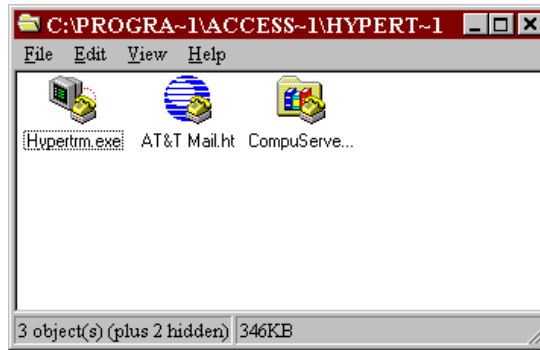 C:\PROGRA~1\ACCESS~1\HYPERT~1
File Edit View Help
Hypertrm.exe AT&T Mail.ht CompuServe...
3 object(s) (plus 2 hidden) 346KB